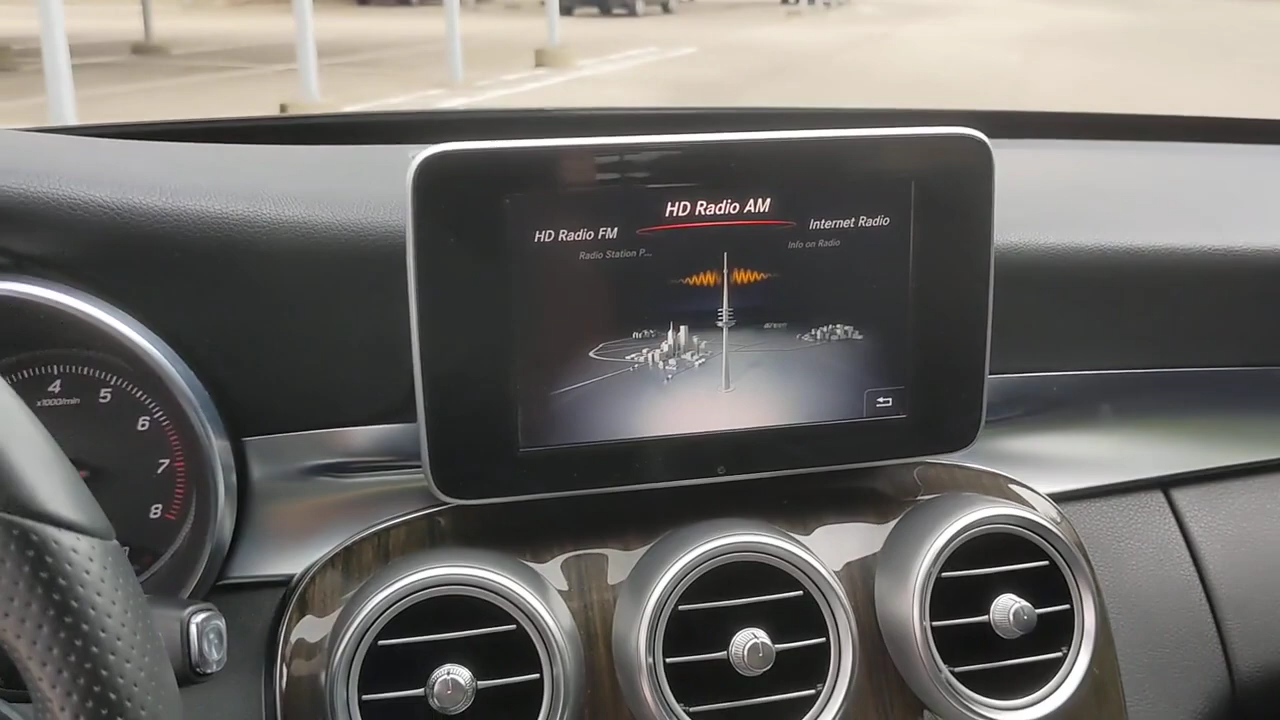 HD Radio AM
HD Radio FM
Internet Radio
Radio Station P...
Info on Radio
4
x1000/min
5
6
7
8